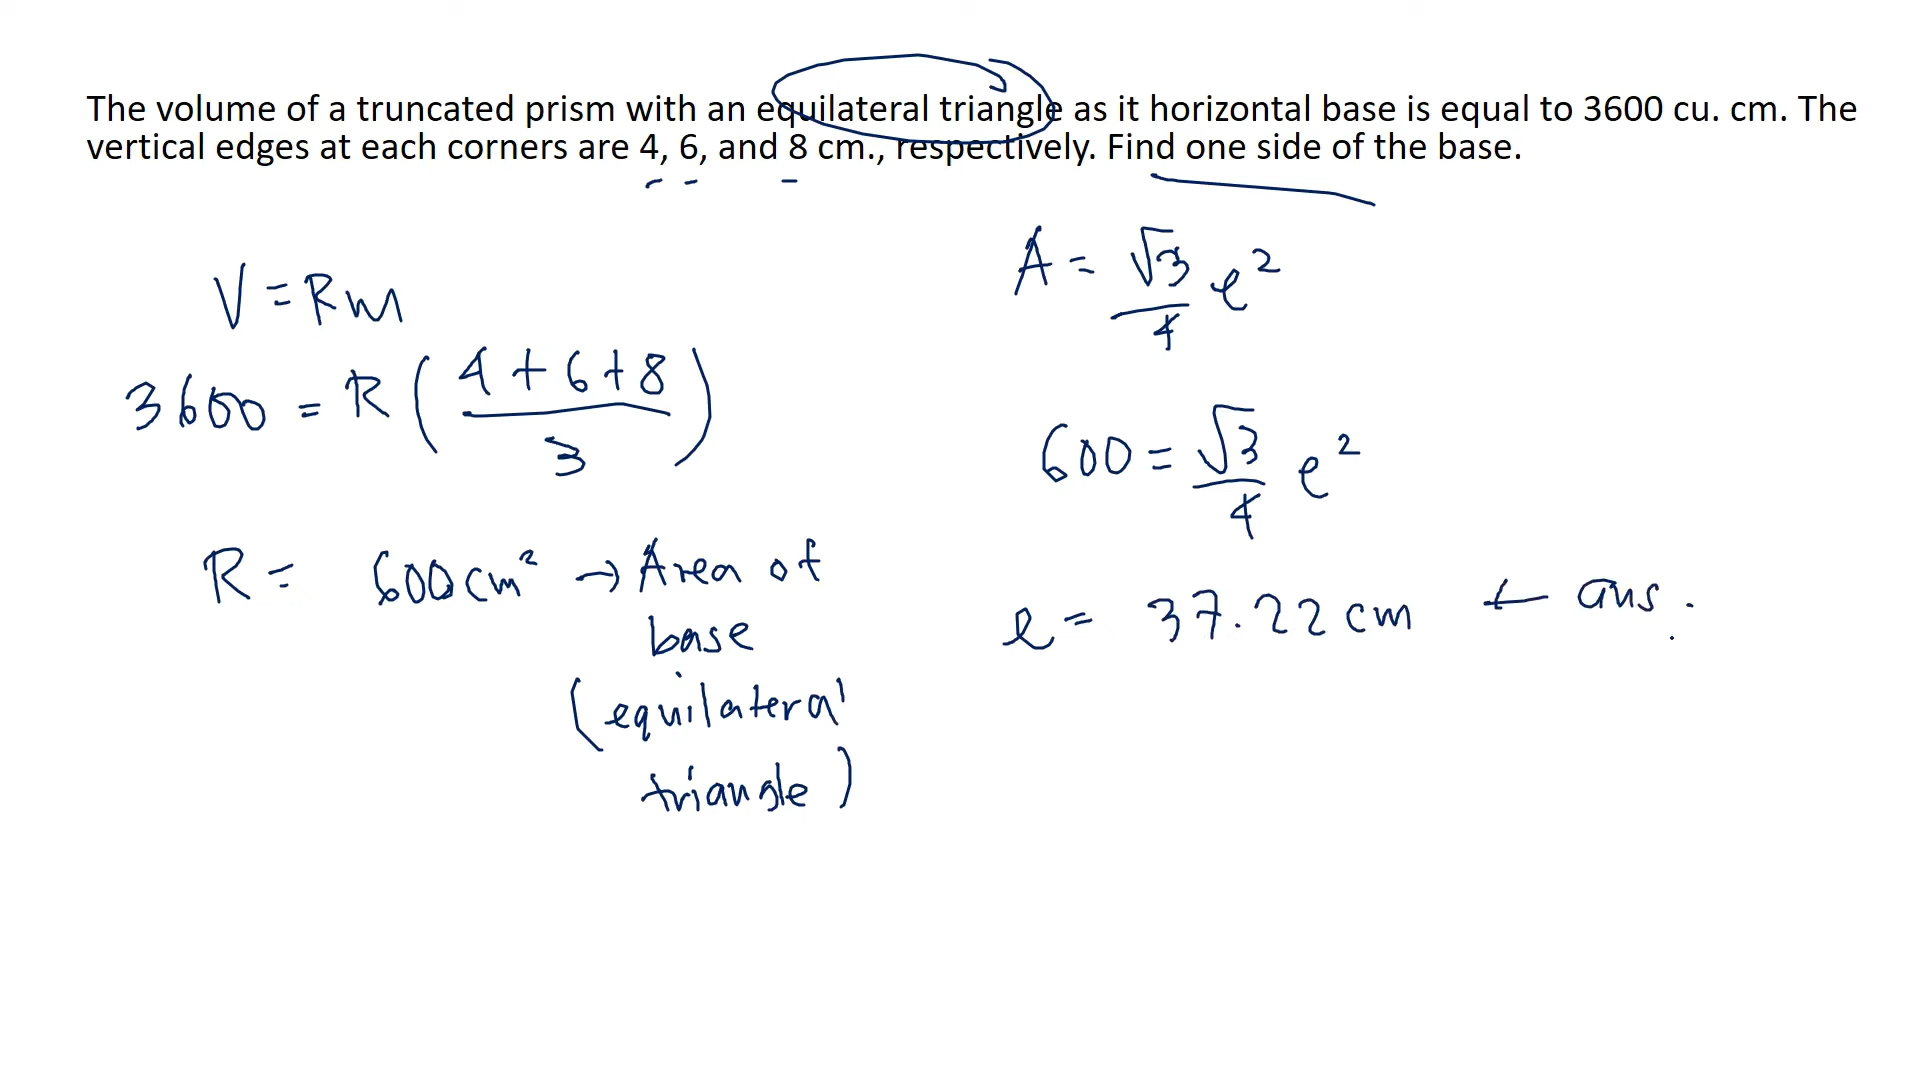 The volume of a truncated prism with an equilateral triangle as it horizontal base is equal to 3600 cu. cm. The
vertical edges at each corners are 4, 6, and 8 cm., respectively. Find one side of the base.
V = Rm
3600 = R ( 4 + 6 + 8 / 3 )
R = 600 cm² → Area of
base
(equilateral
triangle)
A = √3 / 4 e²
600 = √3 / 4 e²
e = 37.22 cm ← ans.